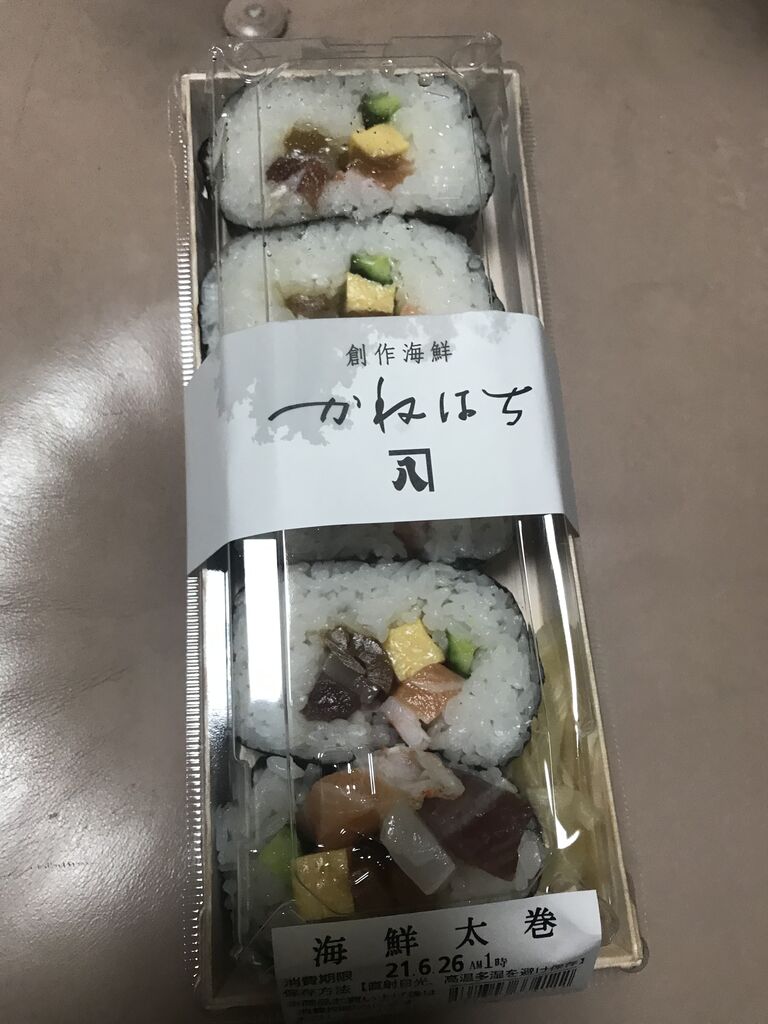 創作海鮮
かねはち
八
海鮮太巻
消費期限 21.6.26 AM1時
保存方法【直射日光、高温多湿を避け保存】